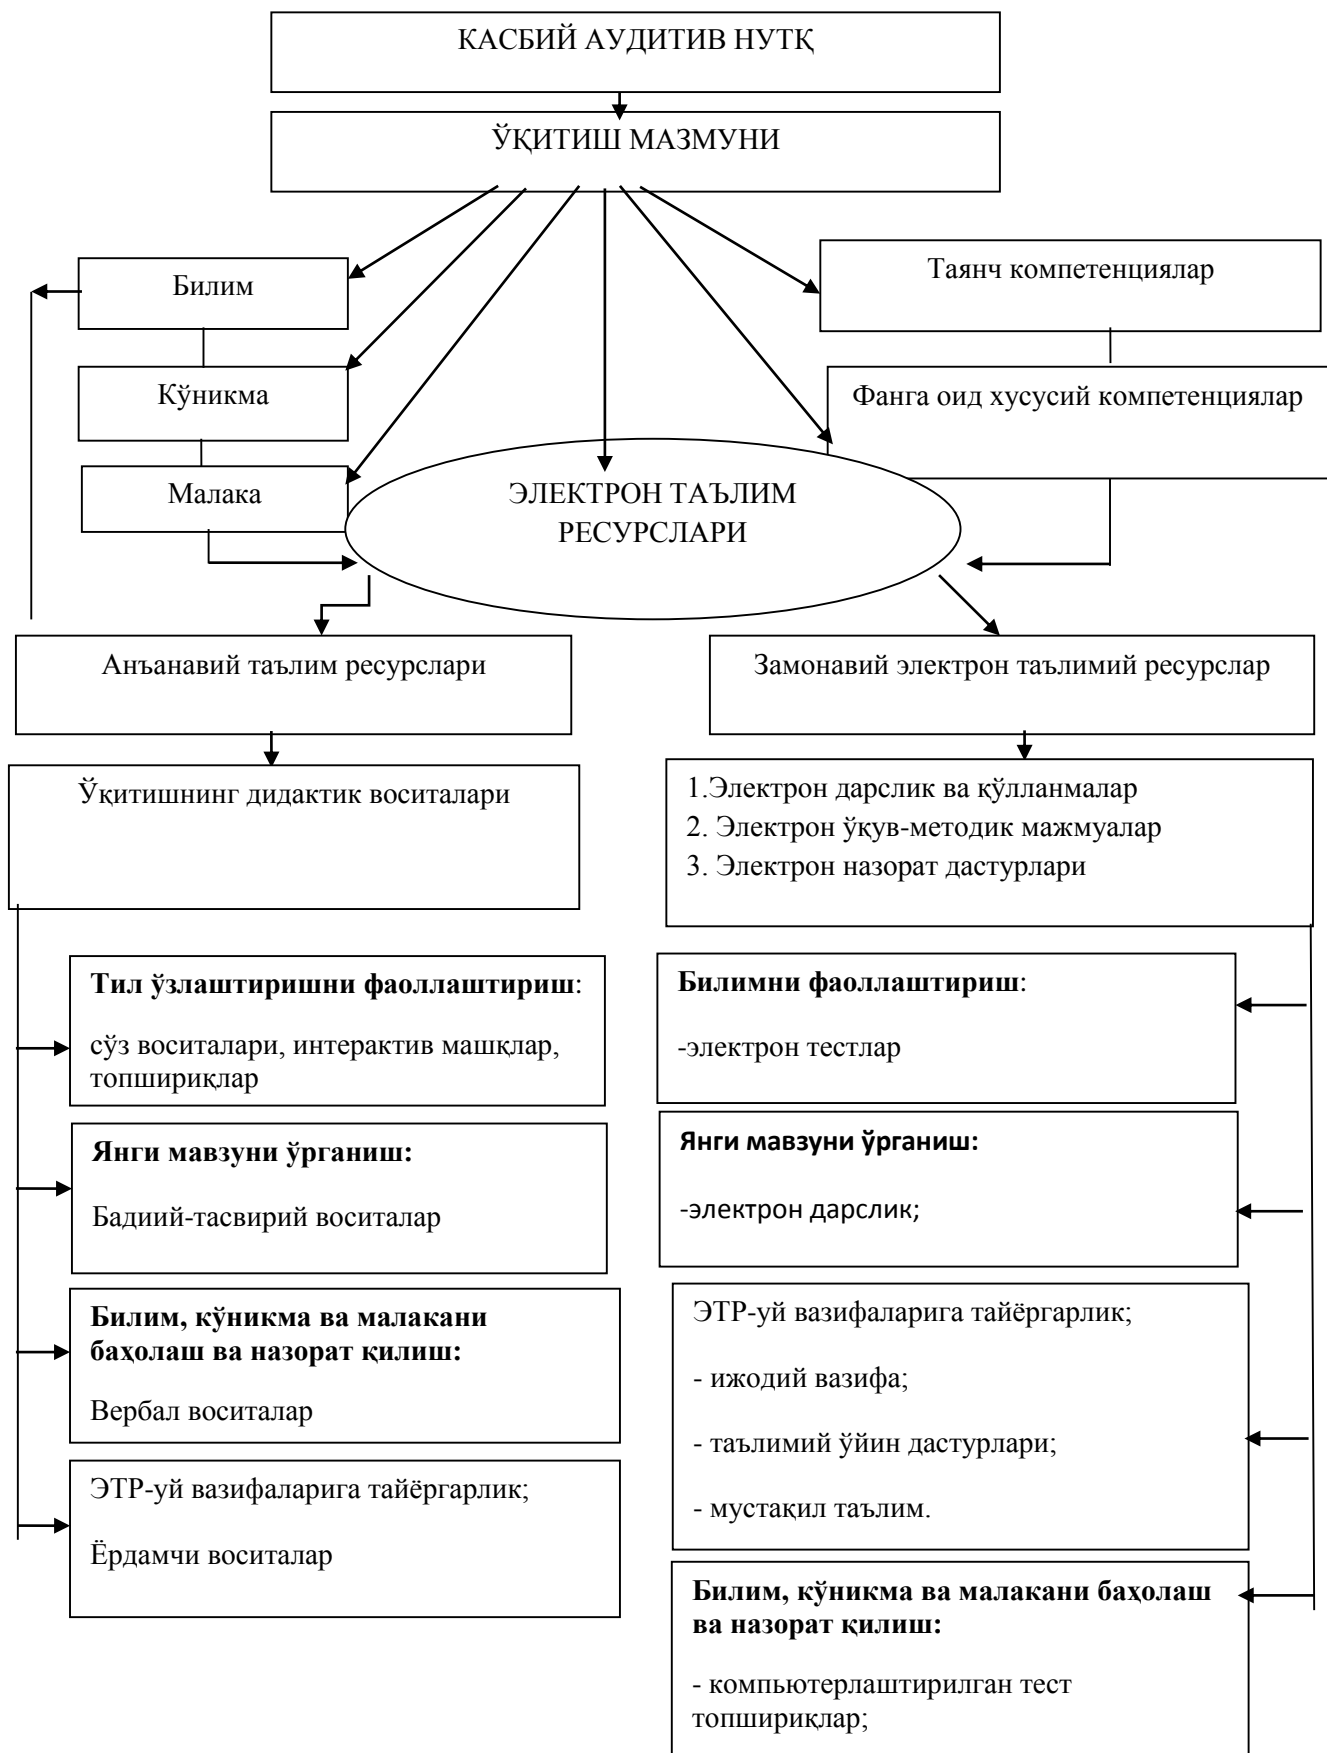 КАСБИЙ АУДИТИВ НУТҚ
ЎҚИТИШ МАЗМУНИ
Билим
Таянч компетенциялар
Кўникма
Фанга оид хусусий компетенциялар
Малака
ЭЛЕКТРОН ТАЪЛИМ
РЕСУРСЛАРИ
Анъанавий таълим ресурслари
Замонавий электрон таълимий ресурслар
Ўқитишнинг дидактик воситалари
1.Электрон дарслик ва қўлланмалар
2. Электрон ўқув-методик мажмуалар
3. Электрон назорат дастурлари
Тил ўзлаштиришни фаоллаштириш:
сўз воситалари, интерактив машқлар,
топшириқлар
Янги мавзуни ўрганиш:
Бадиий-тасвирий воситалар
Билим, кўникма ва малакани
баҳолаш ва назорат қилиш:
Вербал воситалар
ЭТР-уй вазифаларига тайёргарлик;
Ёрдамчи воситалар
Билимни фаоллаштириш:
-электрон тестлар
Янги мавзуни ўрганиш:
-электрон дарслик;
ЭТР-уй вазифаларига тайёргарлик;
- ижодий вазифа;
- таълимий ўйин дастурлари;
- мустақил таълим.
Билим, кўникма ва малакани баҳолаш
ва назорат қилиш:
- компьютерлаштирилган тест
топшириқлар;